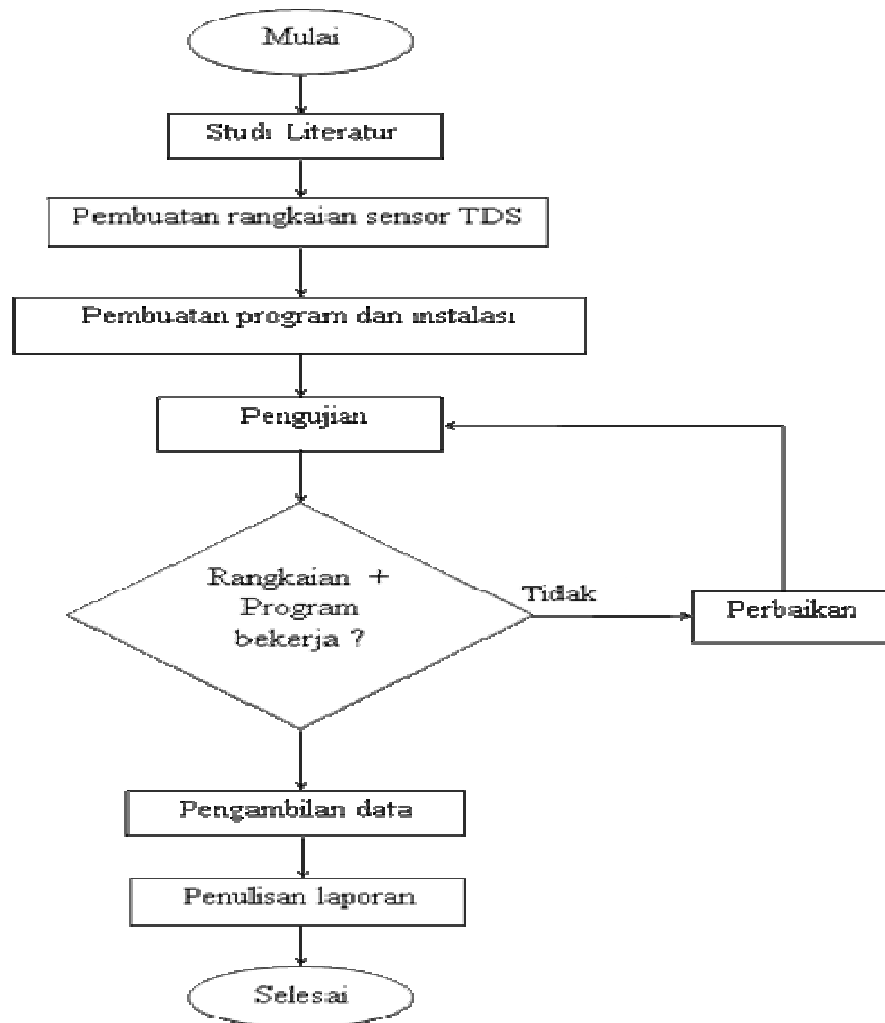 Mulai
Studi Literatur
Pembuatan rangkaian sensor TDS
Pembuatan program dan instalasi
Pengujian
Rangkaian +
Program
bekerja ?
Tidak
Perbaikan
Pengambilan data
Penulisan laporan
Selesai